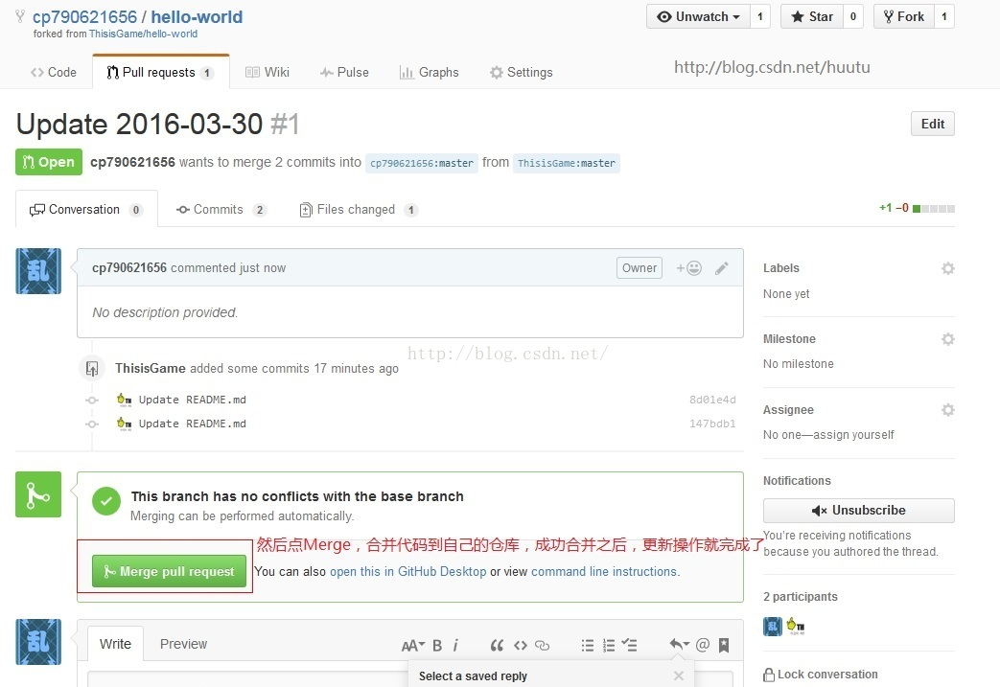 cp790621656 / hello-world
forked from ThisisGame/hello-world
Unwatch 1 Star 0 Fork 1
Code Pull requests 1 Wiki Pulse Graphs Settings
http://blog.csdn.net/huutu
Update 2016-03-30 #1
Edit
Open cp790621656 wants to merge 2 commits into cp790621656:master from ThisisGame:master
Conversation 0 Commits 2 Files changed 1
+1 −0
乱
cp790621656 commented just now
Owner
No description provided.
Labels
None yet
http://blog.csdn.net/
Milestone
No milestone
ThisisGame added some commits 17 minutes ago
Update README.md 8d01e4d
Update README.md 147bdb1
Assignee
No one—assign yourself
This branch has no conflicts with the base branch
Merging can be performed automatically.
Notifications
Unsubscribe
You're receiving notifications
because you authored the thread.
然后点Merge，合并代码到自己的仓库，成功合并之后，更新操作就完成了
Merge pull request
You can also open this in GitHub Desktop or view command line instructions.
2 participants
乱
乱
Write Preview
AA B i
@
Select a saved reply
Lock conversation